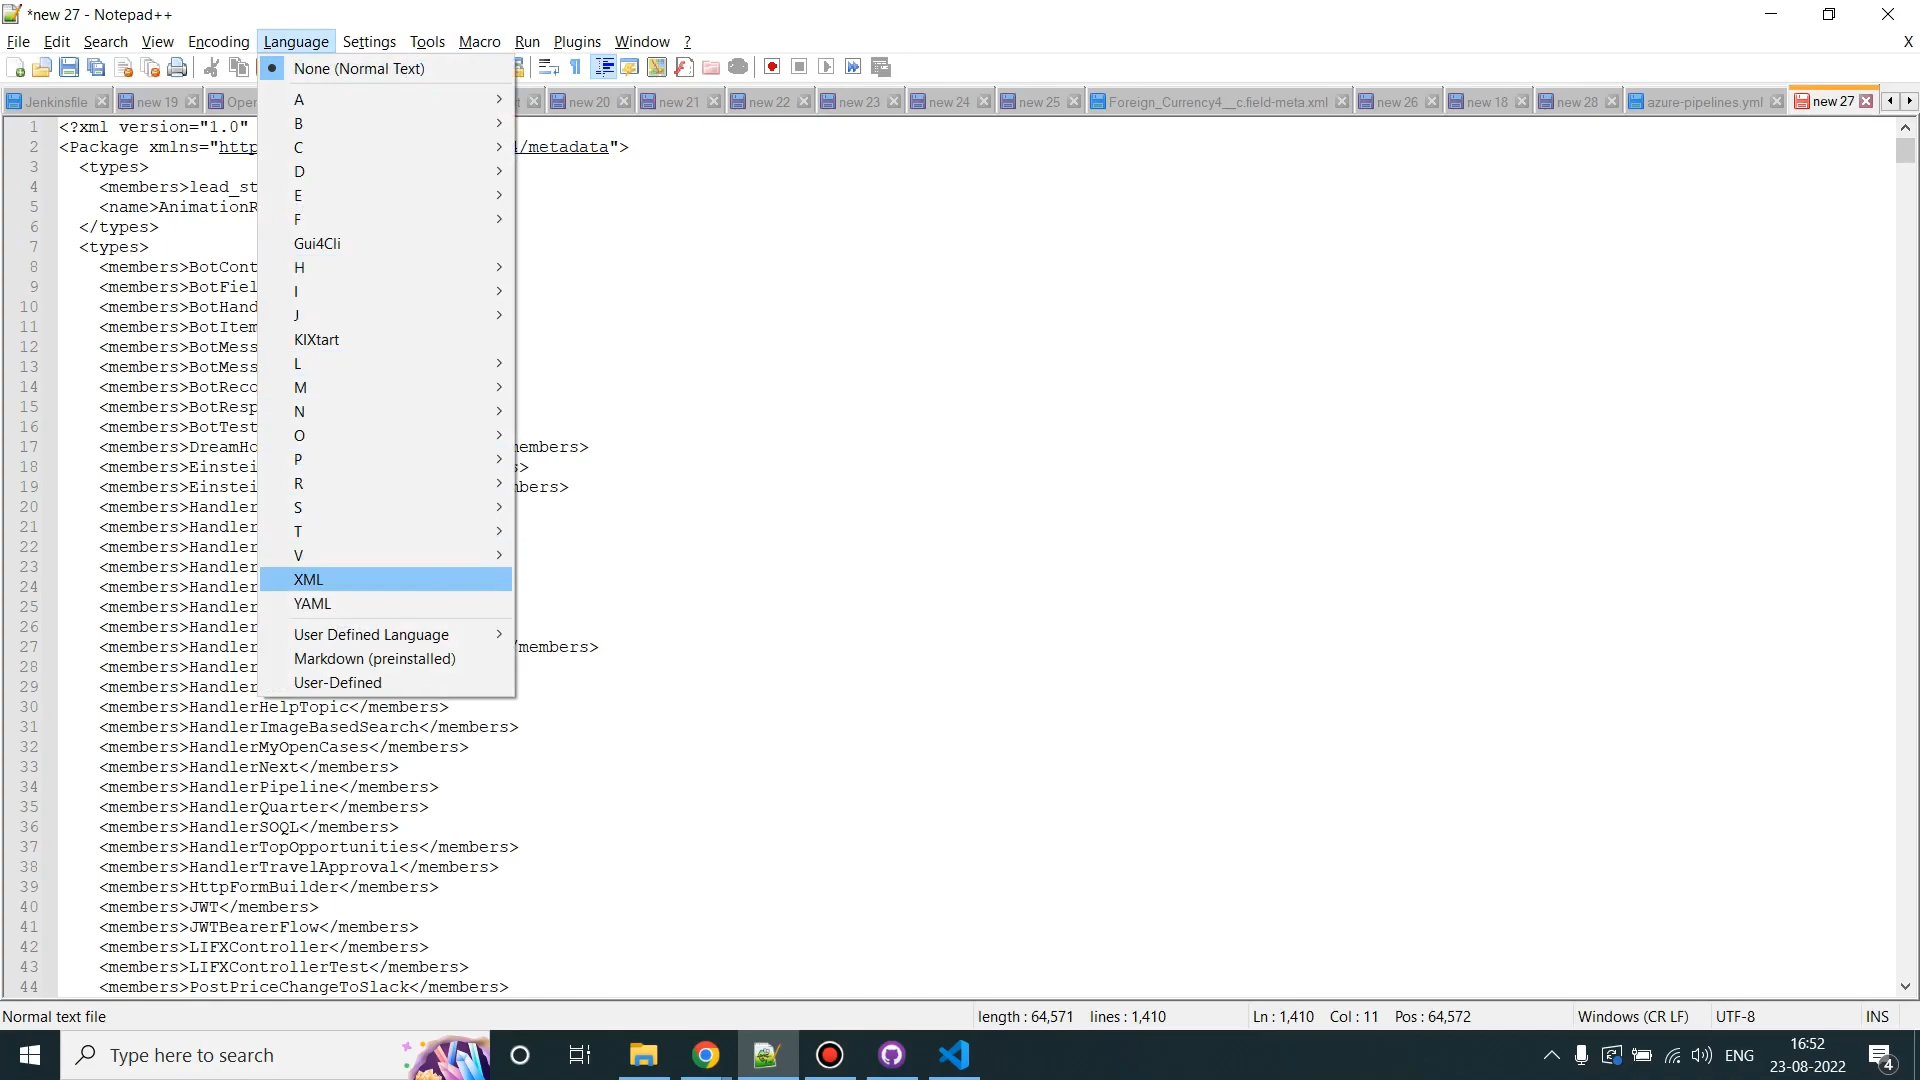 *new 27 - Notepad++
File Edit Search View Encoding Language Settings Tools Macro Run Plugins Window ? X
Jenkinsfile new 19 Open t new 20 new 21 new 22 new 23 new 24 new 25 Foreign_Currency4__c.field-meta.xml new 26 new 18 new 28 azure-pipelines.yml new 27
None (Normal Text)
A
B
C
D
E
F
Gui4Cli
H
I
J
KIXtart
L
M
N
O
P
R
S
T
V
XML
YAML
User Defined Language
Markdown (preinstalled)
User-Defined
1 <?xml version="1.0"
2 <Package xmlns="http /metadata">
3 <types>
4 <members>lead_st
5 <name>AnimationR
6 </types>
7 <types>
8 <members>BotCont
9 <members>BotFiel
10 <members>BotHand
11 <members>BotItem
12 <members>BotMess
13 <members>BotMess
14 <members>BotReco
15 <members>BotResp
16 <members>BotTest
17 <members>DreamHo members>
18 <members>Einstei s>
19 <members>Einstei mbers>
20 <members>Handler
21 <members>Handler
22 <members>Handler
23 <members>Handler
24 <members>Handler
25 <members>Handler
26 <members>Handler
27 <members>Handler /members>
28 <members>Handler
29 <members>Handler
30 <members>HandlerHelpTopic</members>
31 <members>HandlerImageBasedSearch</members>
32 <members>HandlerMyOpenCases</members>
33 <members>HandlerNext</members>
34 <members>HandlerPipeline</members>
35 <members>HandlerQuarter</members>
36 <members>HandlerSOQL</members>
37 <members>HandlerTopOpportunities</members>
38 <members>HandlerTravelApproval</members>
39 <members>HttpFormBuilder</members>
40 <members>JWT</members>
41 <members>JWTBearerFlow</members>
42 <members>LIFXController</members>
43 <members>LIFXControllerTest</members>
44 <members>PostPriceChangeToSlack</members>
Normal text file length : 64,571 lines : 1,410 Ln : 1,410 Col : 11 Pos : 64,572 Windows (CR LF) UTF-8 INS
Type here to search ENG 16:52
23-08-2022 4